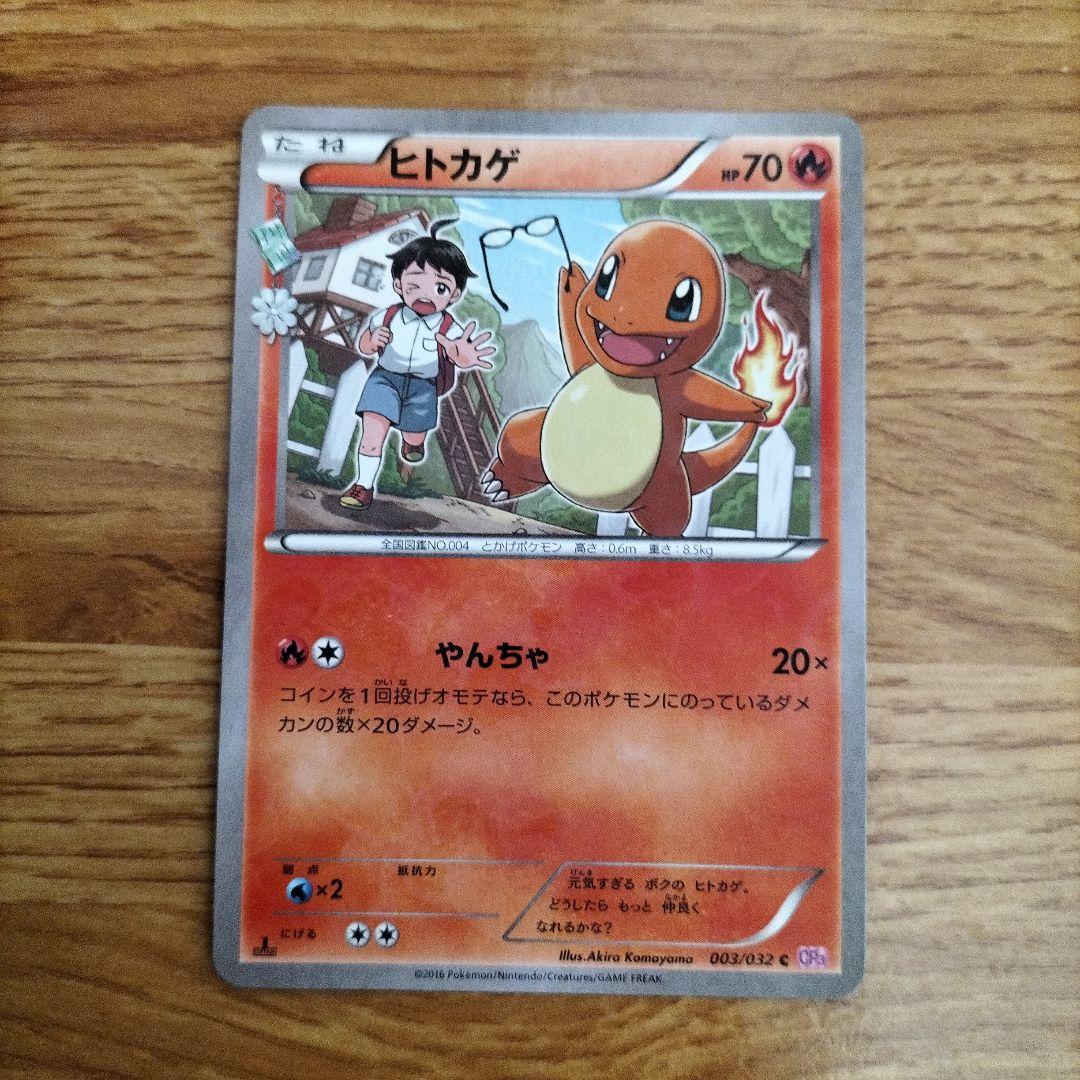 たね ヒトカゲ HP70
全国図鑑NO.004 とかげポケモン 高さ:0.6m 重さ:8.5kg
やんちゃ 20×
コインを1回投げオモテなら、このポケモンにのっているダメ
カンの数×20ダメージ。
弱点 抵抗力
×2
にげる
元気すぎる ボクの ヒトカゲ。
どうしたら もっと 仲良く
なれるかな?
Illus.Akira Komayama 003/032 C
©2016 Pokémon/Nintendo/Creatures/GAME FREAK.